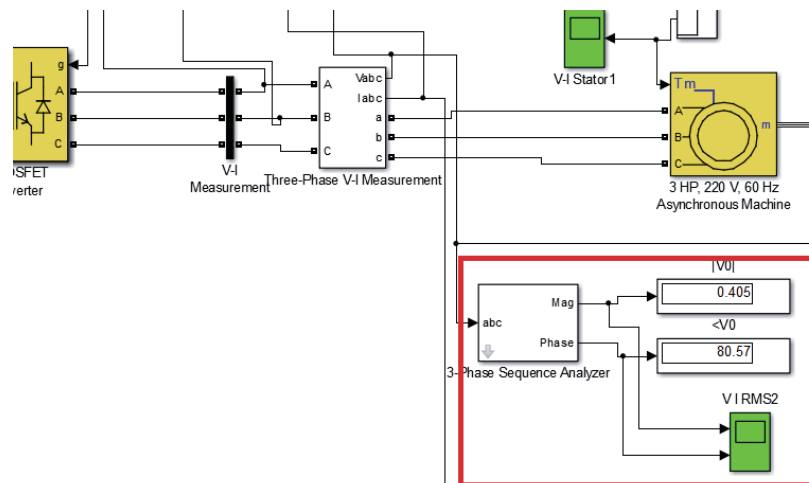 g
A
B
C
OSFET
verter
V-I
Measurement
A
B
C
Vabc
Iabc
a
b
c
Three-Phase V-I Measurement
V-I Stator1
Tm
A
B
C
m
3 HP, 220 V, 60 Hz
Asynchronous Machine
abc
Mag
Phase
3-Phase Sequence Analyzer
|V0|
0.405
<V0
80.57
V I RMS2